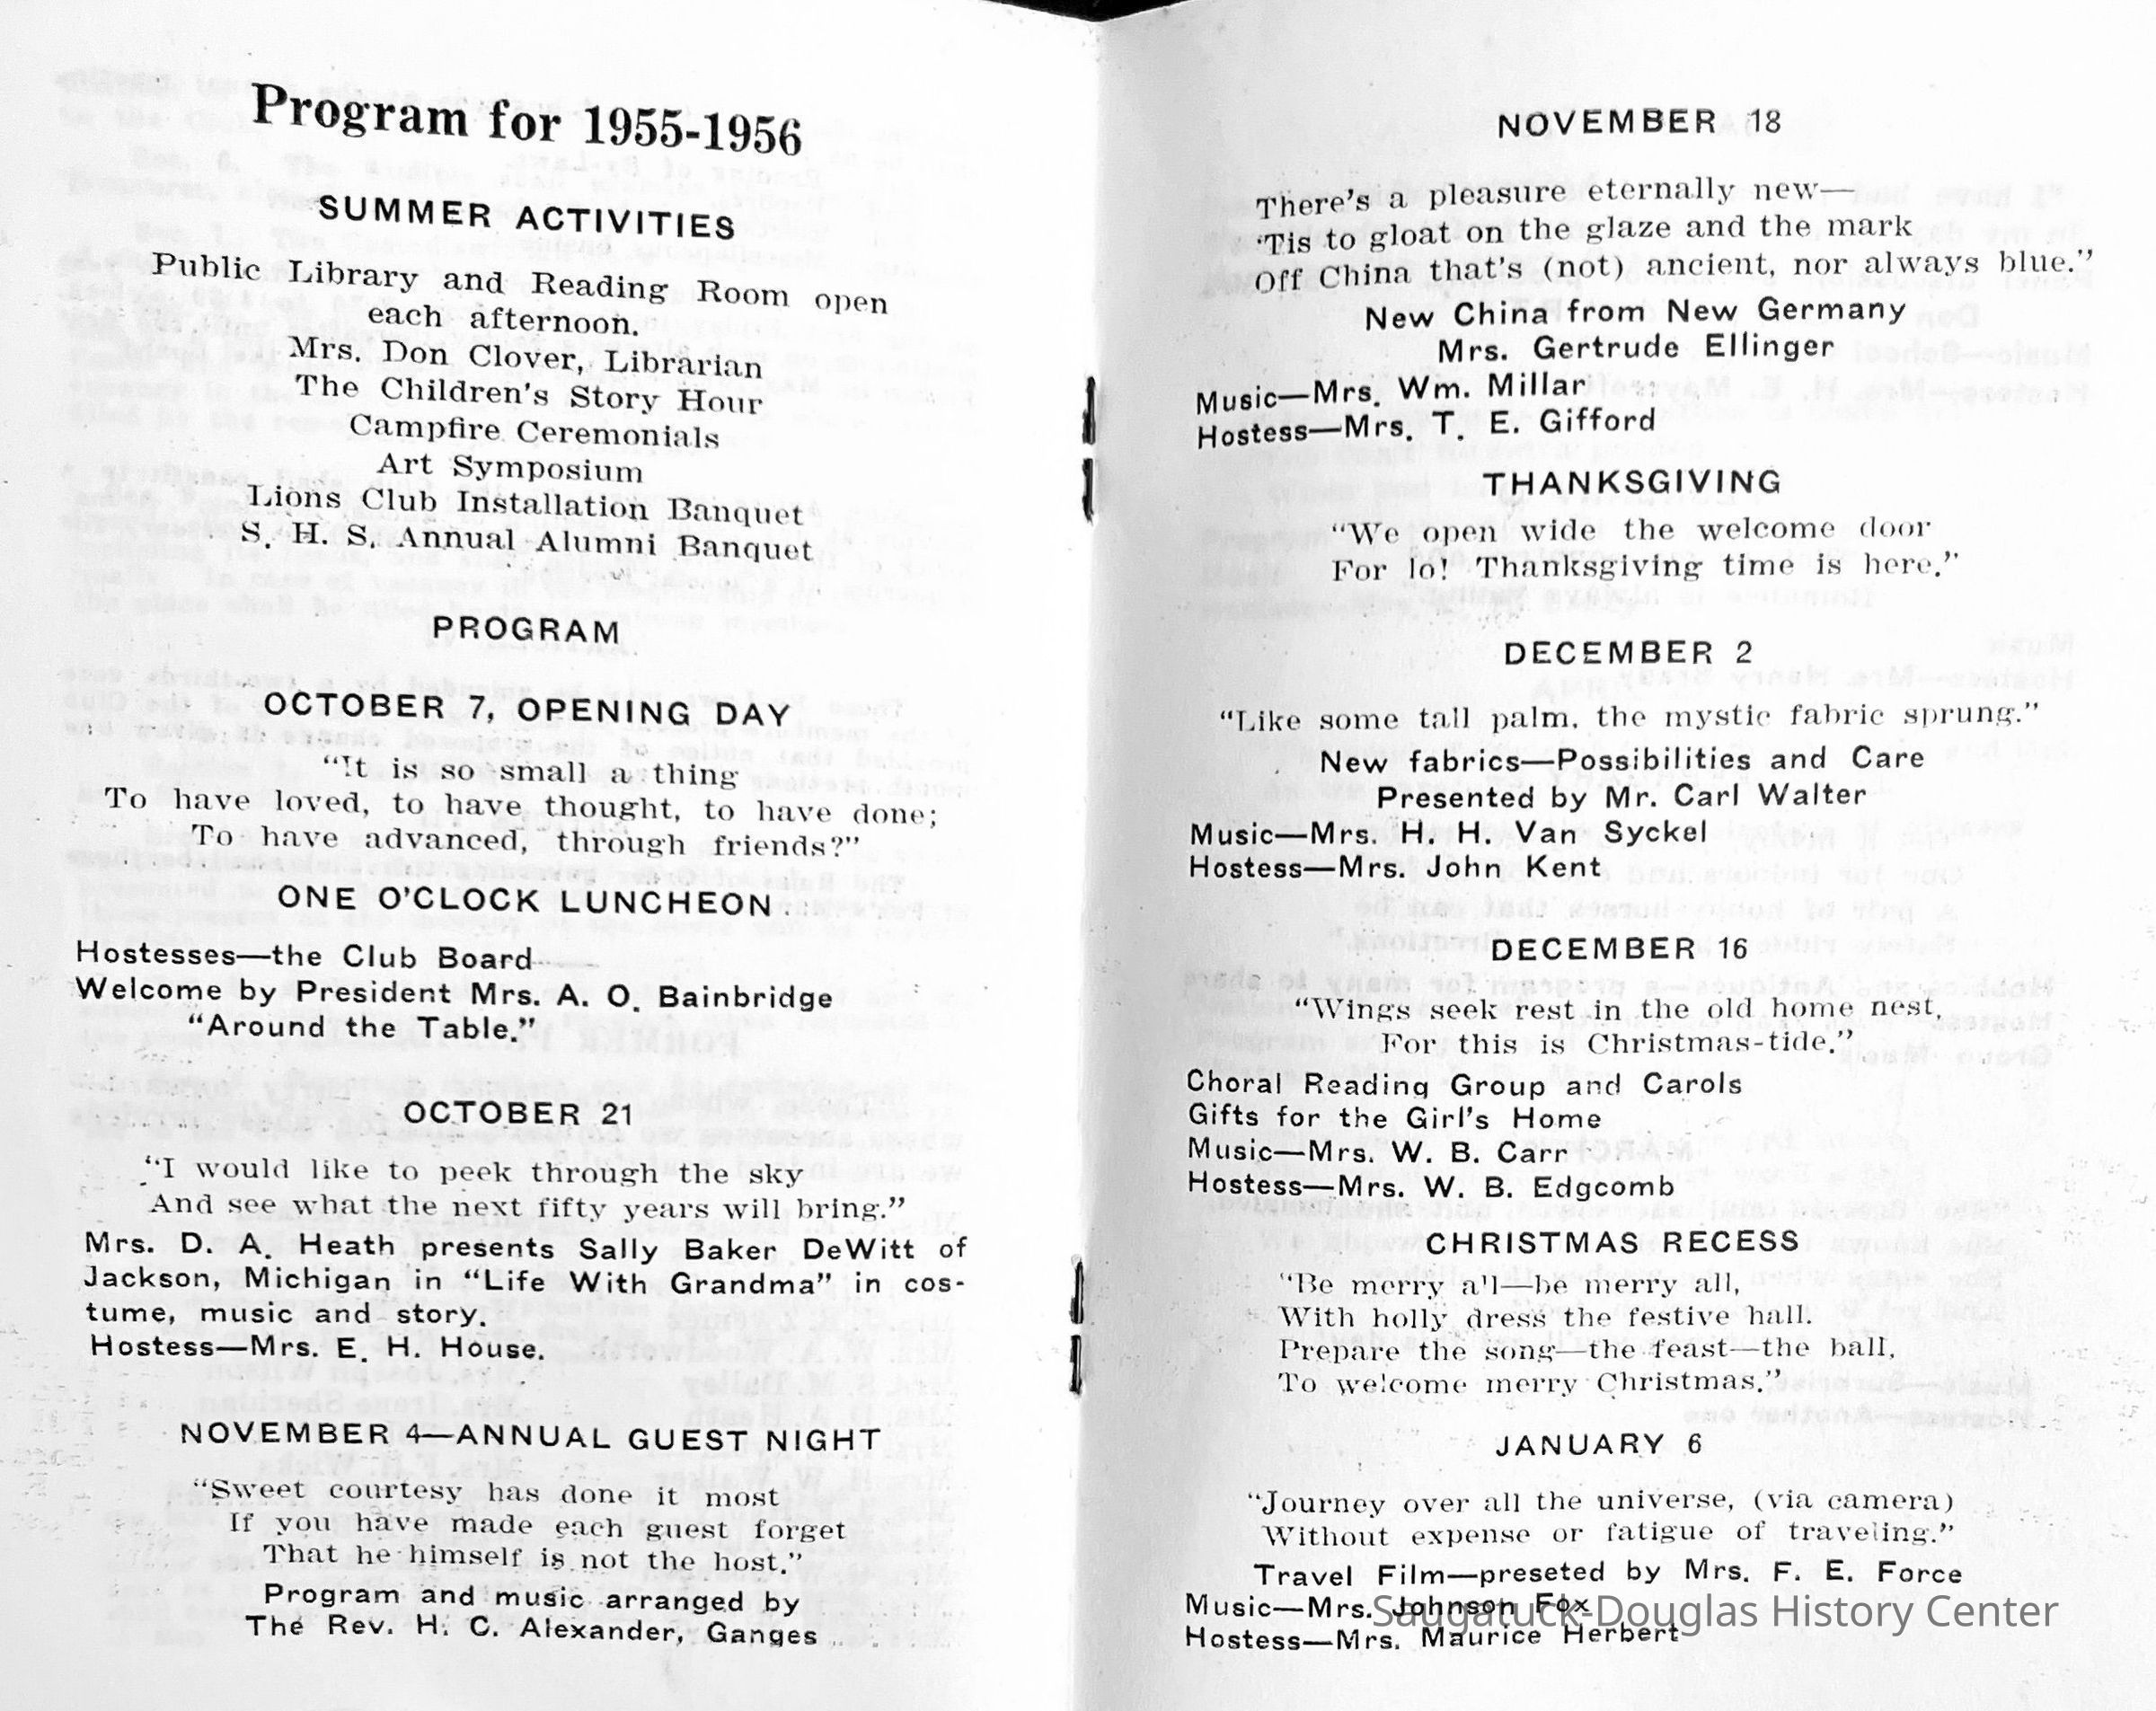 Program for 1955-1956
SUMMER ACTIVITIES
Public Library and Reading Room open
each afternoon.
Mrs. Don Clover, Librarian
The Children's Story Hour
Campfire Ceremonials
Art Symposium
Lions Club Installation Banquet
S. H. S. Annual Alumni Banquet
PROGRAM
OCTOBER 7, OPENING DAY
"It is so small a thing
To have loved, to have thought, to have done;
To have advanced, through friends?"
ONE O'CLOCK LUNCHEON
Hostesses—the Club Board
Welcome by President Mrs. A. O. Bainbridge
"Around the Table."
OCTOBER 21
"I would like to peek through the sky
And see what the next fifty years will bring."
Mrs. D. A. Heath presents Sally Baker DeWitt of
Jackson, Michigan in "Life With Grandma" in cos-
tume, music and story.
Hostess—Mrs. E. H. House.
NOVEMBER 4—ANNUAL GUEST NIGHT
"Sweet courtesy has done it most
If you have made each guest forget
That he himself is not the host."
Program and music arranged by
The Rev. H. C. Alexander, Ganges
NOVEMBER 18
There's a pleasure eternally new—
'Tis to gloat on the glaze and the mark
Off China that's (not) ancient, nor always blue."
New China from New Germany
Mrs. Gertrude Ellinger
Music—Mrs. Wm. Millar
Hostess—Mrs. T. E. Gifford
THANKSGIVING
"We open wide the welcome door
For lo! Thanksgiving time is here."
DECEMBER 2
"Like some tall palm, the mystic fabric sprung."
New fabrics—Possibilities and Care
Presented by Mr. Carl Walter
Music—Mrs. H. H. Van Syckel
Hostess—Mrs. John Kent
DECEMBER 16
"Wings seek rest in the old home nest,
For this is Christmas-tide."
Choral Reading Group and Carols
Gifts for the Girl's Home
Music—Mrs. W. B. Carr
Hostess—Mrs. W. B. Edgcomb
CHRISTMAS RECESS
"Be merry a'l—be merry all,
With holly dress the festive hall.
Prepare the song—the feast—the ball,
To welcome merry Christmas."
JANUARY 6
"Journey over all the universe, (via camera)
Without expense or fatigue of traveling."
Travel Film—preseted by Mrs. F. E. Force
Music—Mrs. Johnson Fox
Saugatuck-Douglas History Center
Hostess—Mrs. Maurice Herbert